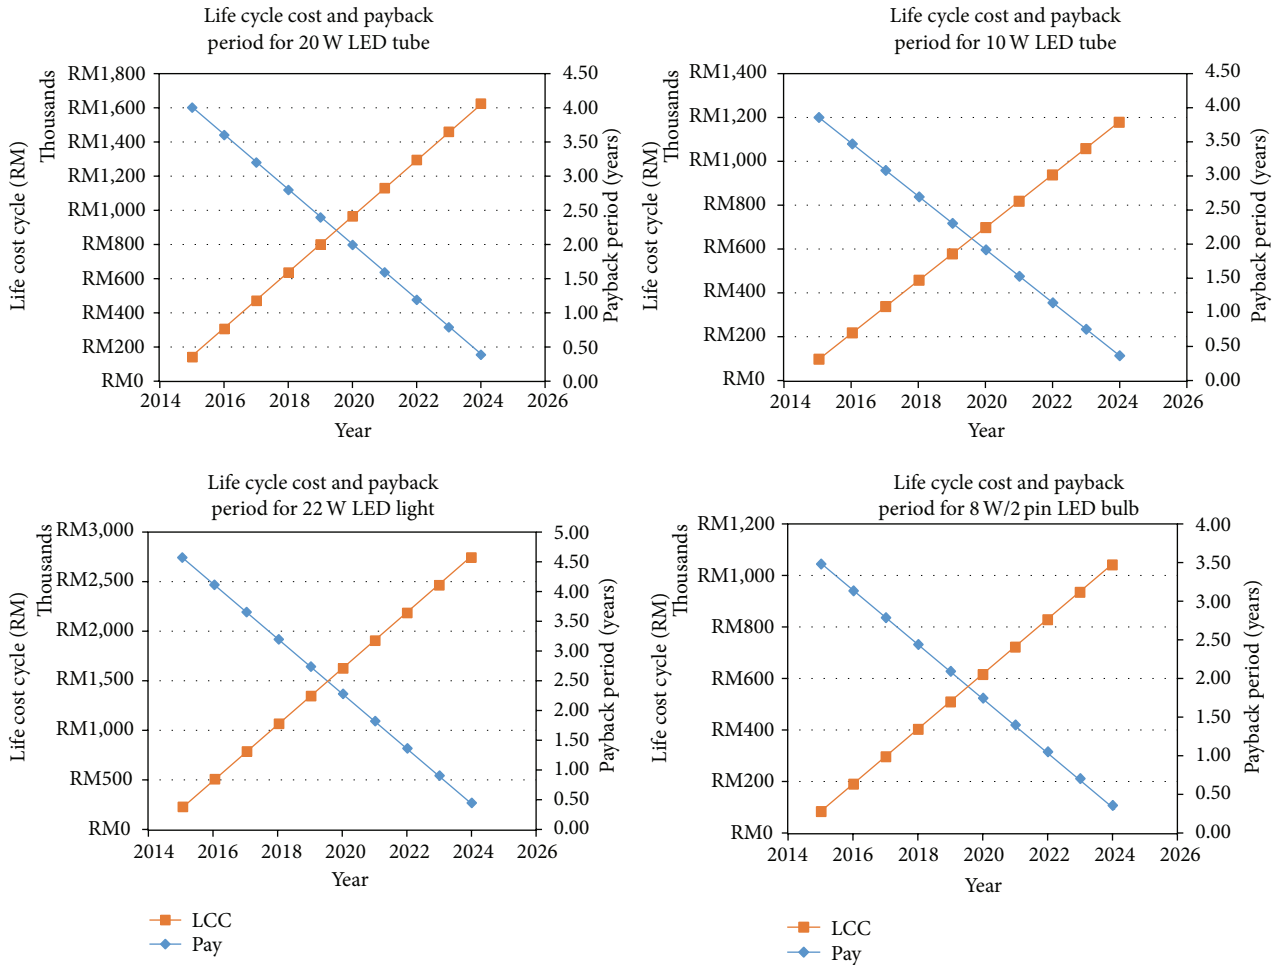 Life cycle cost and payback
period for 20 W LED tube
Life cost cycle (RM)
Thousands
RM1,800
RM1,600
RM1,400
RM1,200
RM1,000
RM800
RM600
RM400
RM200
RM0
4.50
4.00
3.50
3.00
2.50
2.00
1.50
1.00
0.50
0.00
Payback period (years)
2014 2016 2018 2020 2022 2024 2026
Year
Life cycle cost and payback
period for 10 W LED tube
Life cost cycle (RM)
Thousands
RM1,400
RM1,200
RM1,000
RM800
RM600
RM400
RM200
RM0
4.50
4.00
3.50
3.00
2.50
2.00
1.50
1.00
0.50
0.00
Payback period (years)
2014 2016 2018 2020 2022 2024 2026
Year
Life cycle cost and payback
period for 22 W LED light
Life cost cycle (RM)
Thousands
RM3,000
RM2,500
RM2,000
RM1,500
RM1,000
RM500
RM0
5.00
4.50
4.00
3.50
3.00
2.50
2.00
1.50
1.00
0.50
0.00
Payback period (years)
2014 2016 2018 2020 2022 2024 2026
Year
LCC
Pay
Life cycle cost and payback
period for 8 W/2 pin LED bulb
Life cost cycle (RM)
Thousands
RM1,200
RM1,000
RM800
RM600
RM400
RM200
RM0
4.00
3.50
3.00
2.50
2.00
1.50
1.00
0.50
0.00
Payback period (years)
2014 2016 2018 2020 2022 2024 2026
Year
LCC
Pay